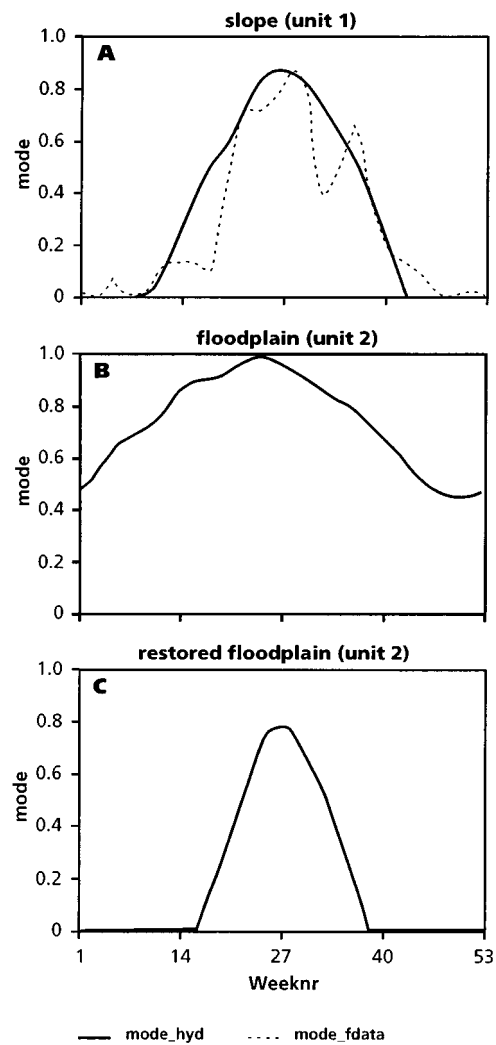 slope (unit 1)
A
1.0
0.8
0.6
0.4
0.2
0
mode
floodplain (unit 2)
B
1.0
0.8
0.6
0.4
0.2
0
mode
restored floodplain (unit 2)
C
1.0
0.8
0.6
0.4
0.2
0
mode
1 14 27 40 53
Weeknr
mode_hyd mode_fdata